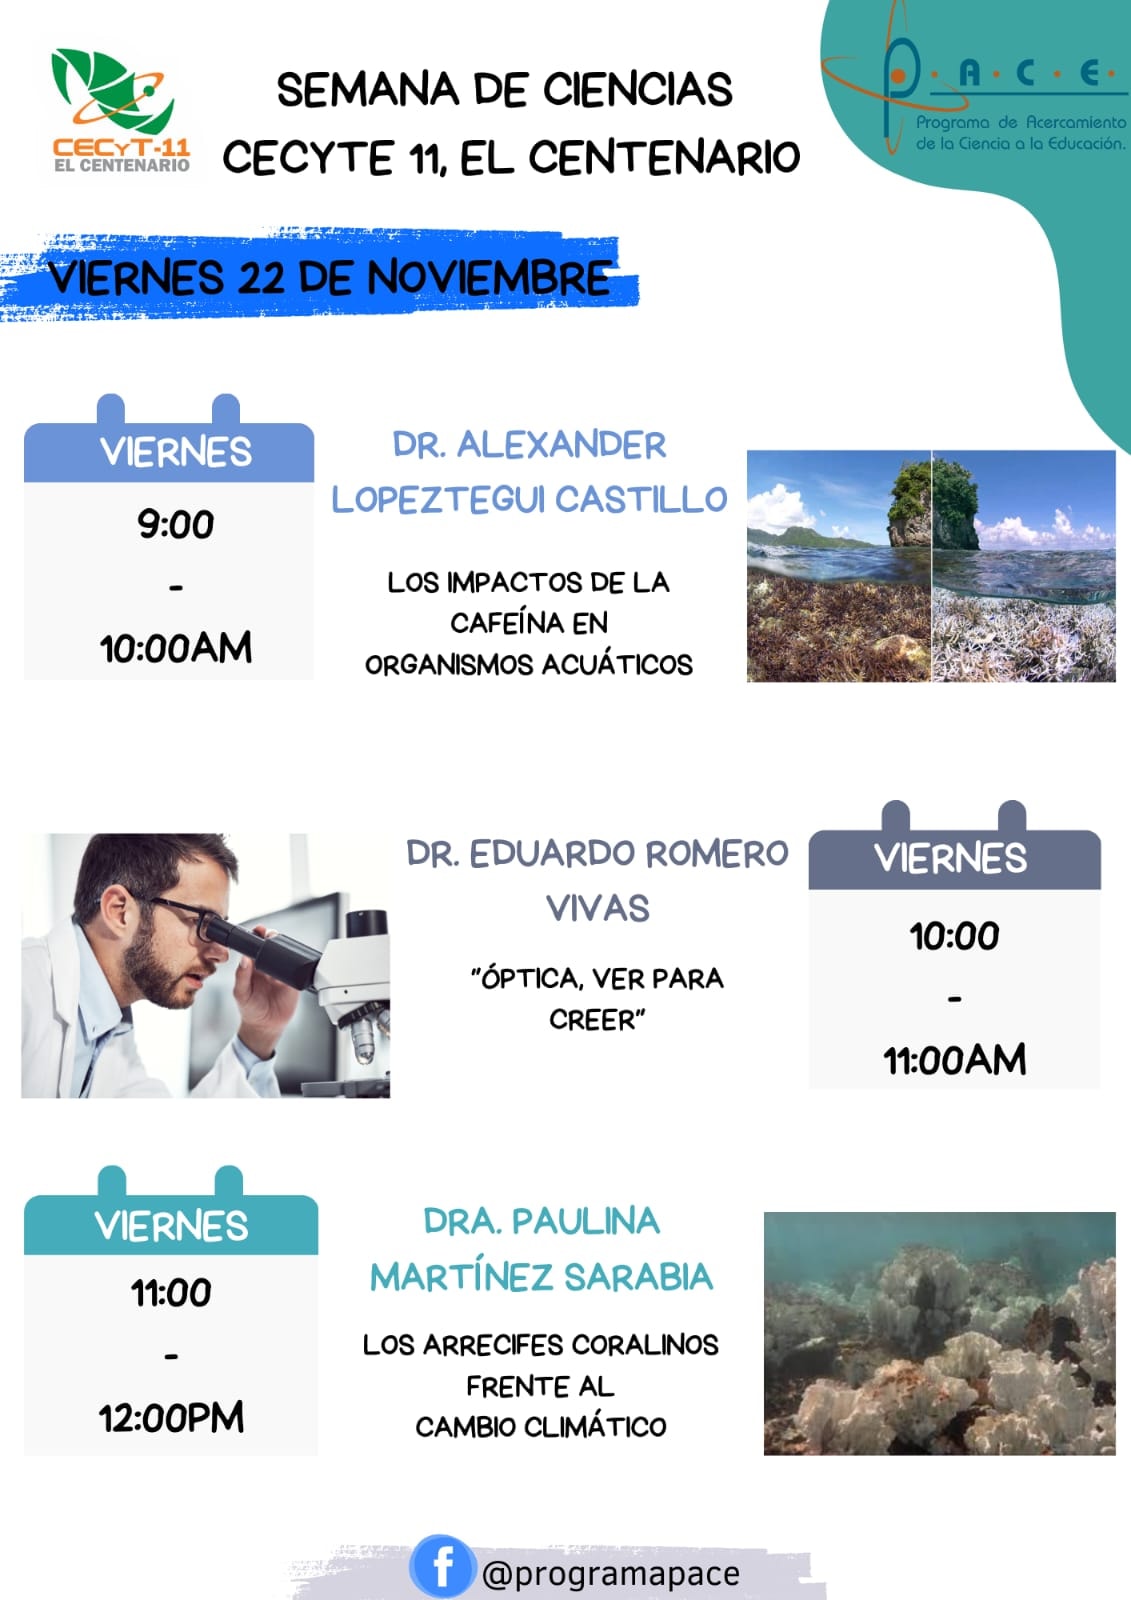 CECyT-11
EL CENTENARIO
SEMANA DE CIENCIAS
CECYTE 11, EL CENTENARIO
P.A.C.E.
Programa de Acercamiento
de la Ciencia a la Educación.
VIERNES 22 DE NOVIEMBRE
VIERNES
9:00
-
10:00AM
DR. ALEXANDER
LOPEZTEGUI CASTILLO
LOS IMPACTOS DE LA
CAFEÍNA EN
ORGANISMOS ACUÁTICOS
DR. EDUARDO ROMERO
VIVAS
"ÓPTICA, VER PARA
CREER"
VIERNES
10:00
-
11:00AM
VIERNES
11:00
-
12:00PM
DRA. PAULINA
MARTÍNEZ SARABIA
LOS ARRECIFES CORALINOS
FRENTE AL
CAMBIO CLIMÁTICO
f @programapace